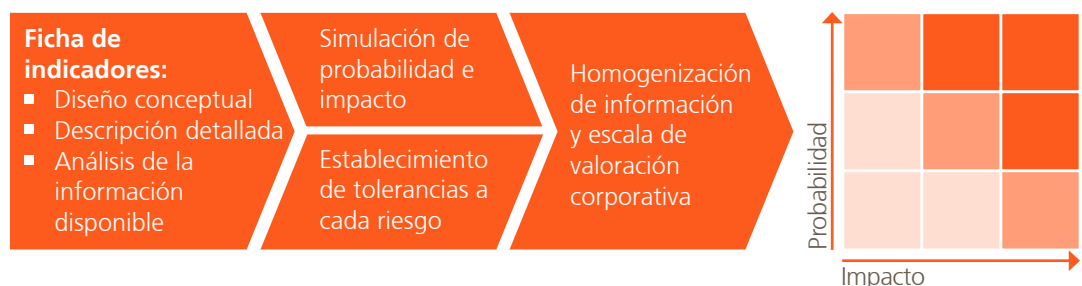 Ficha de
indicadores:
▪ Diseño conceptual
▪ Descripción detallada
▪ Análisis de la
información
disponible
Simulación de
probabilidad e
impacto
Establecimiento
de tolerancias a
cada riesgo
Homogenización
de información
y escala de
valoración
corporativa
Probabilidad
Impacto